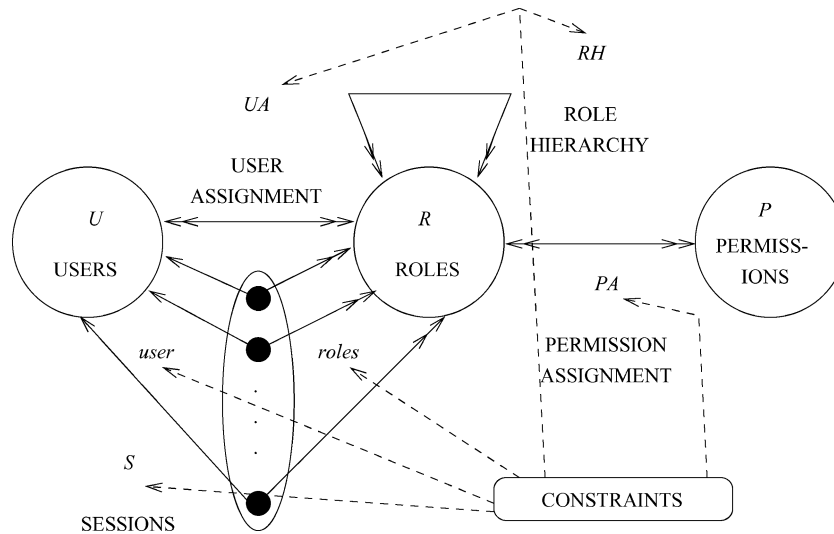 RH
UA
ROLE
HIERARCHY
USER
ASSIGNMENT
U
USERS
R
ROLES
P
PERMISS-
IONS
PA
user
roles
PERMISSION
ASSIGNMENT
S
SESSIONS
CONSTRAINTS